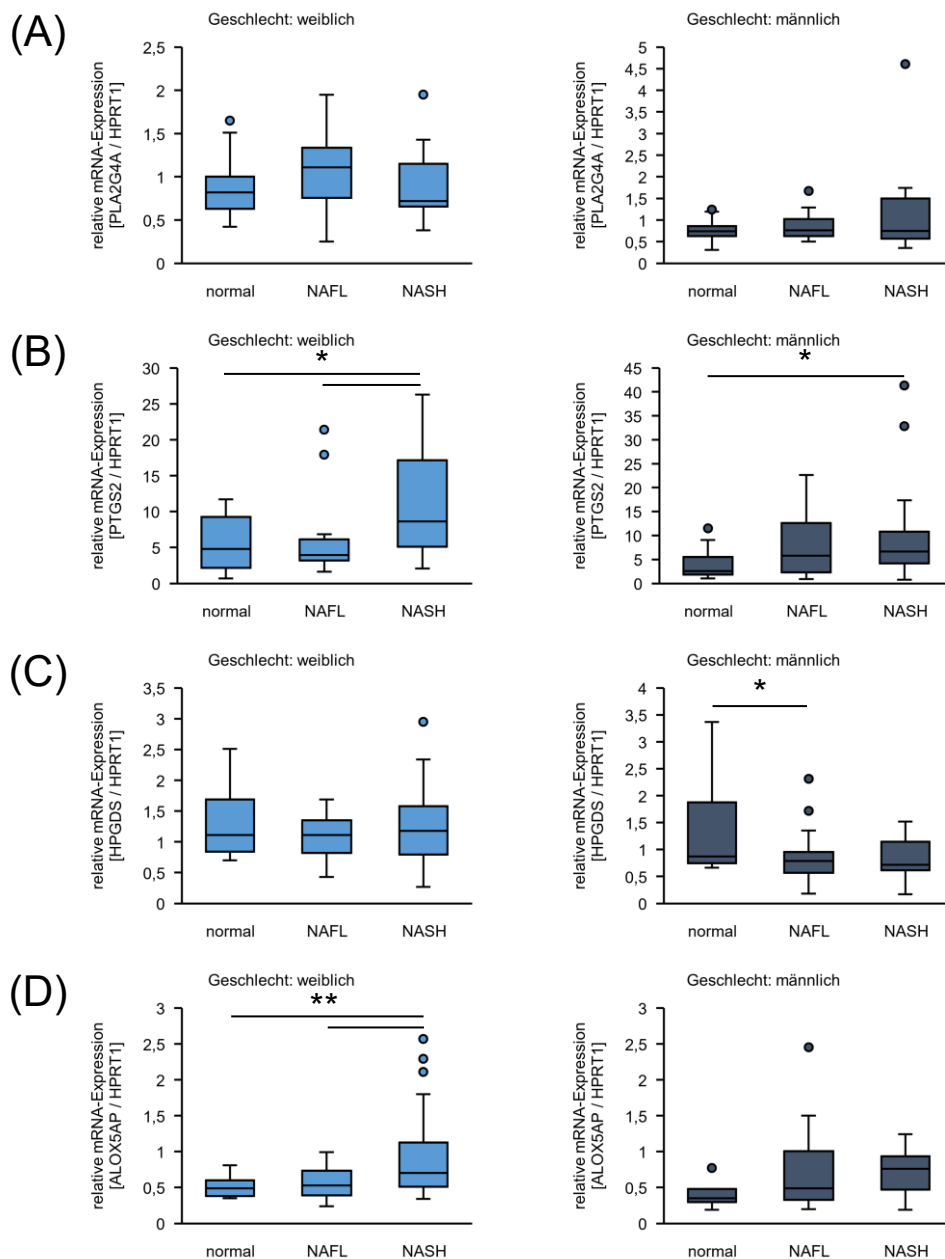 (A)
Geschlecht: weiblich
relative mRNA-Expression
[PLA2G4A / HPRT1]
2,5
2
1,5
1
0,5
0
normal NAFL NASH
Geschlecht: männlich
relative mRNA-Expression
[PLA2G4A / HPRT1]
5
4,5
4
3,5
3
2,5
2
1,5
1
0,5
0
normal NAFL NASH
(B)
Geschlecht: weiblich
*
relative mRNA-Expression
[PTGS2 / HPRT1]
30
25
20
15
10
5
0
normal NAFL NASH
Geschlecht: männlich
*
relative mRNA-Expression
[PTGS2 / HPRT1]
45
40
35
30
25
20
15
10
5
0
normal NAFL NASH
(C)
Geschlecht: weiblich
relative mRNA-Expression
[HPGDS / HPRT1]
3,5
3
2,5
2
1,5
1
0,5
0
normal NAFL NASH
Geschlecht: männlich
*
relative mRNA-Expression
[HPGDS / HPRT1]
4
3,5
3
2,5
2
1,5
1
0,5
0
normal NAFL NASH
(D)
Geschlecht: weiblich
**
relative mRNA-Expression
[ALOX5AP / HPRT1]
3
2,5
2
1,5
1
0,5
0
normal NAFL NASH
Geschlecht: männlich
relative mRNA-Expression
[ALOX5AP / HPRT1]
3
2,5
2
1,5
1
0,5
0
normal NAFL NASH